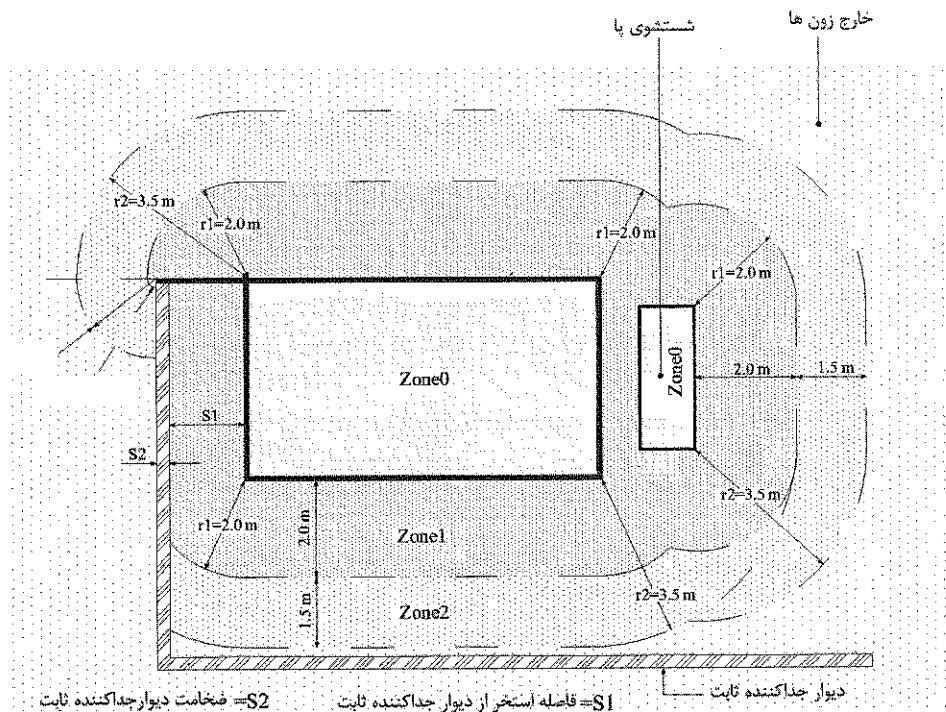 خارج زون ها
شستشوی پا
r2=3.5 m
r1=2.0 m
r1=2.0 m
r1=2.0 m
Zone0
Zone0
2.0 m
1.5 m
S1
S2
r1=2.0 m
2.0 m
Zone1
r2=3.5 m
1.5 m
Zone2
r2=3.5 m
دیوار جداکننده ثابت
S1= فاصله استخر از دیوار جداکننده ثابت
S2= ضخامت دیوارجداکننده ثابت